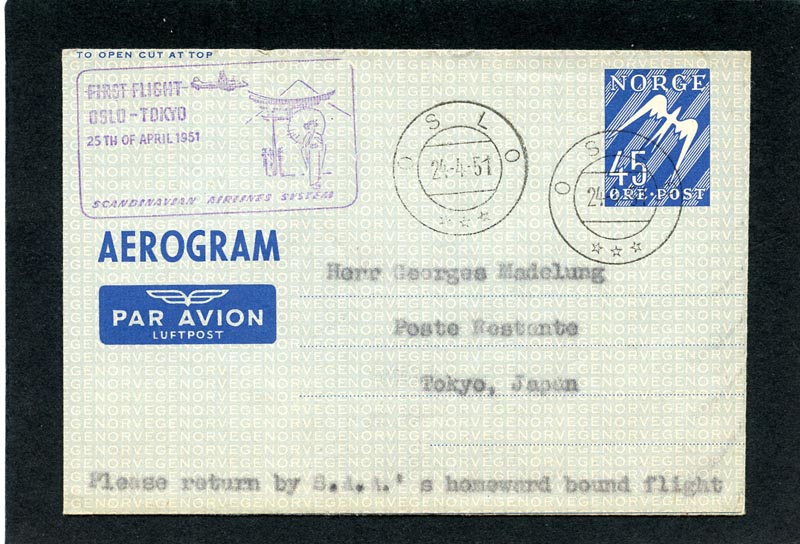 TO OPEN CUT AT TOP
FIRST FLIGHT
OSLO - TOKYO
25TH OF APRIL 1951
SCANDINAVIAN AIRLINES SYSTEM
OSLO
24-4-51
OSLO
24
NORGE
45
ØRE·POST
AEROGRAM
PAR AVION
LUFTPOST
Herr Georges Madelung
Poste Restante
Tokyo, Japan
Please return by S.A.A.' s homeward bound flight